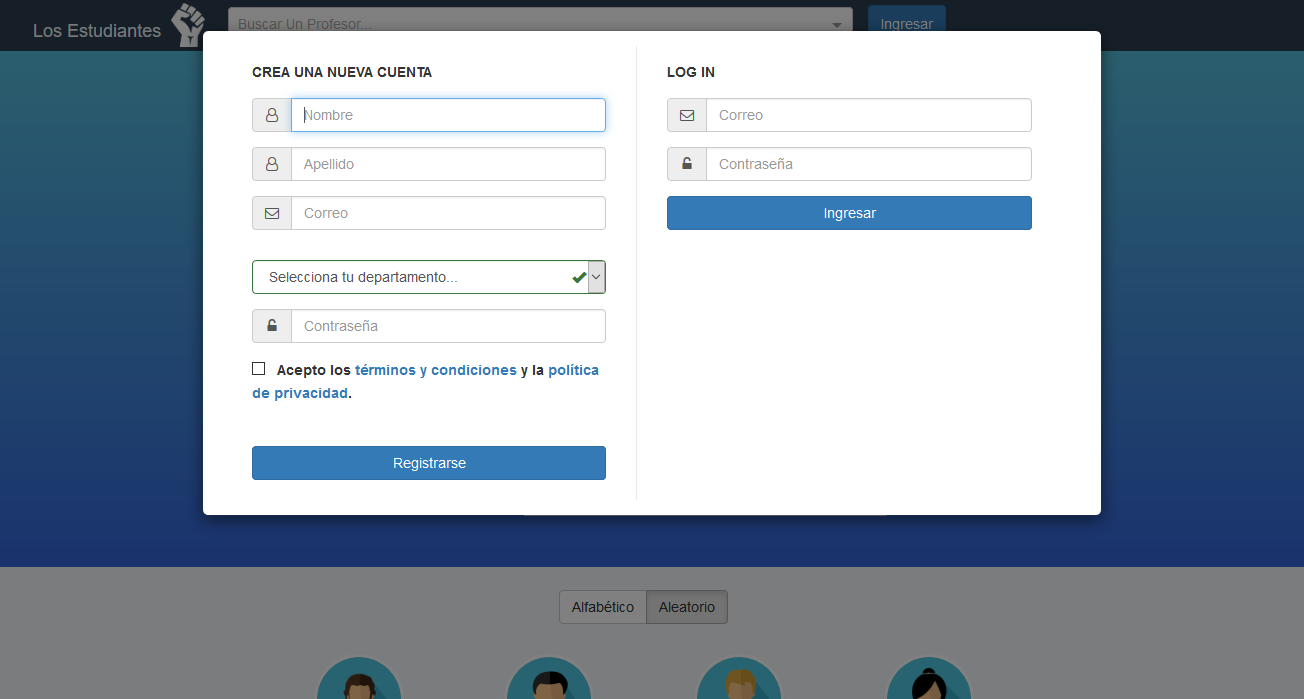 Los Estudiantes
Buscar Un Profesor...
Ingresar
CREA UNA NUEVA CUENTA
Nombre
Apellido
Correo
Selecciona tu departamento...
Contraseña
Acepto los términos y condiciones y la política
de privacidad.
Registrarse
LOG IN
Correo
Contraseña
Ingresar
Alfabético
Aleatorio